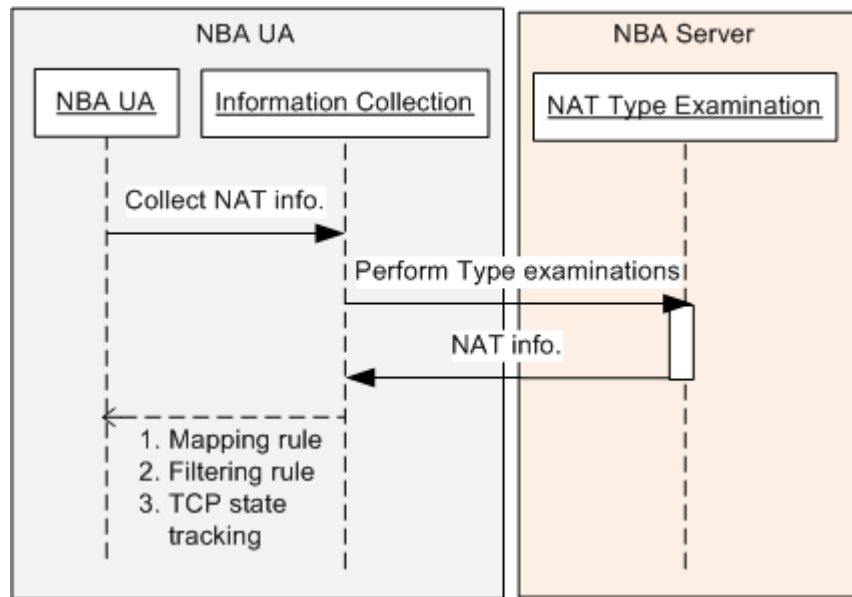 NBA UA
NBA Server
NBA UA
Information Collection
NAT Type Examination
Collect NAT info.
Perform Type examinations
NAT info.
1. Mapping rule
2. Filtering rule
3. TCP state
tracking